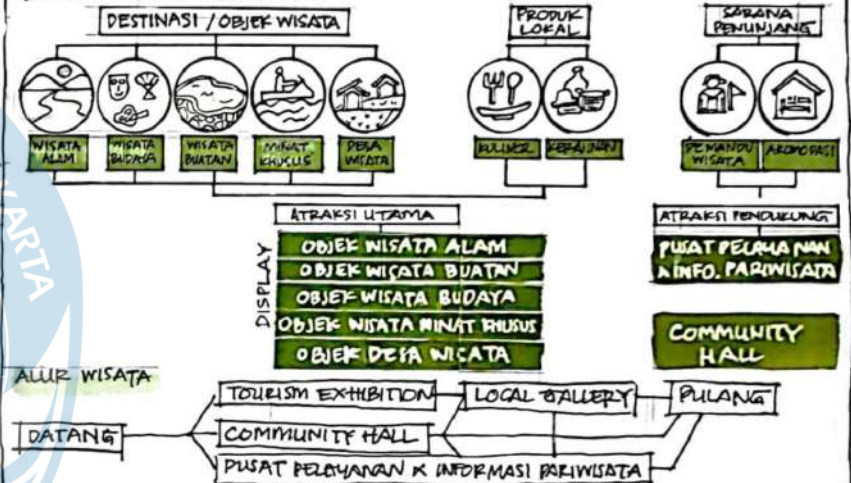 DESTINASI / OBJEK WISATA
PRODUK
LOKAL
SARANA
PENUNJANG
WISATA
ALAM
WISATA
BUDAYA
WISATA
BUATAN
MINAT
KHUSUS
DESA
WISATA
KULINER
KERAJINAN
PEMANDU
WISATA
AKOMODASI
ATRAKSI UTAMA
ATRAKSI PENDUKUNG
DISPLAY
OBJEK WISATA ALAM
OBJEK WISATA BUATAN
OBJEK WISATA BUDAYA
OBJEK WISATA MINAT KHUSUS
OBJEK DESA WISATA
PUSAT PELAYANAN
& INFO. PARIWISATA
COMMUNITY
HALL
ALUR WISATA
DATANG
TOURISM EXHIBITION
LOCAL GALLERY
PULANG
COMMUNITY HALL
PUSAT PELAYANAN & INFORMASI PARIWISATA